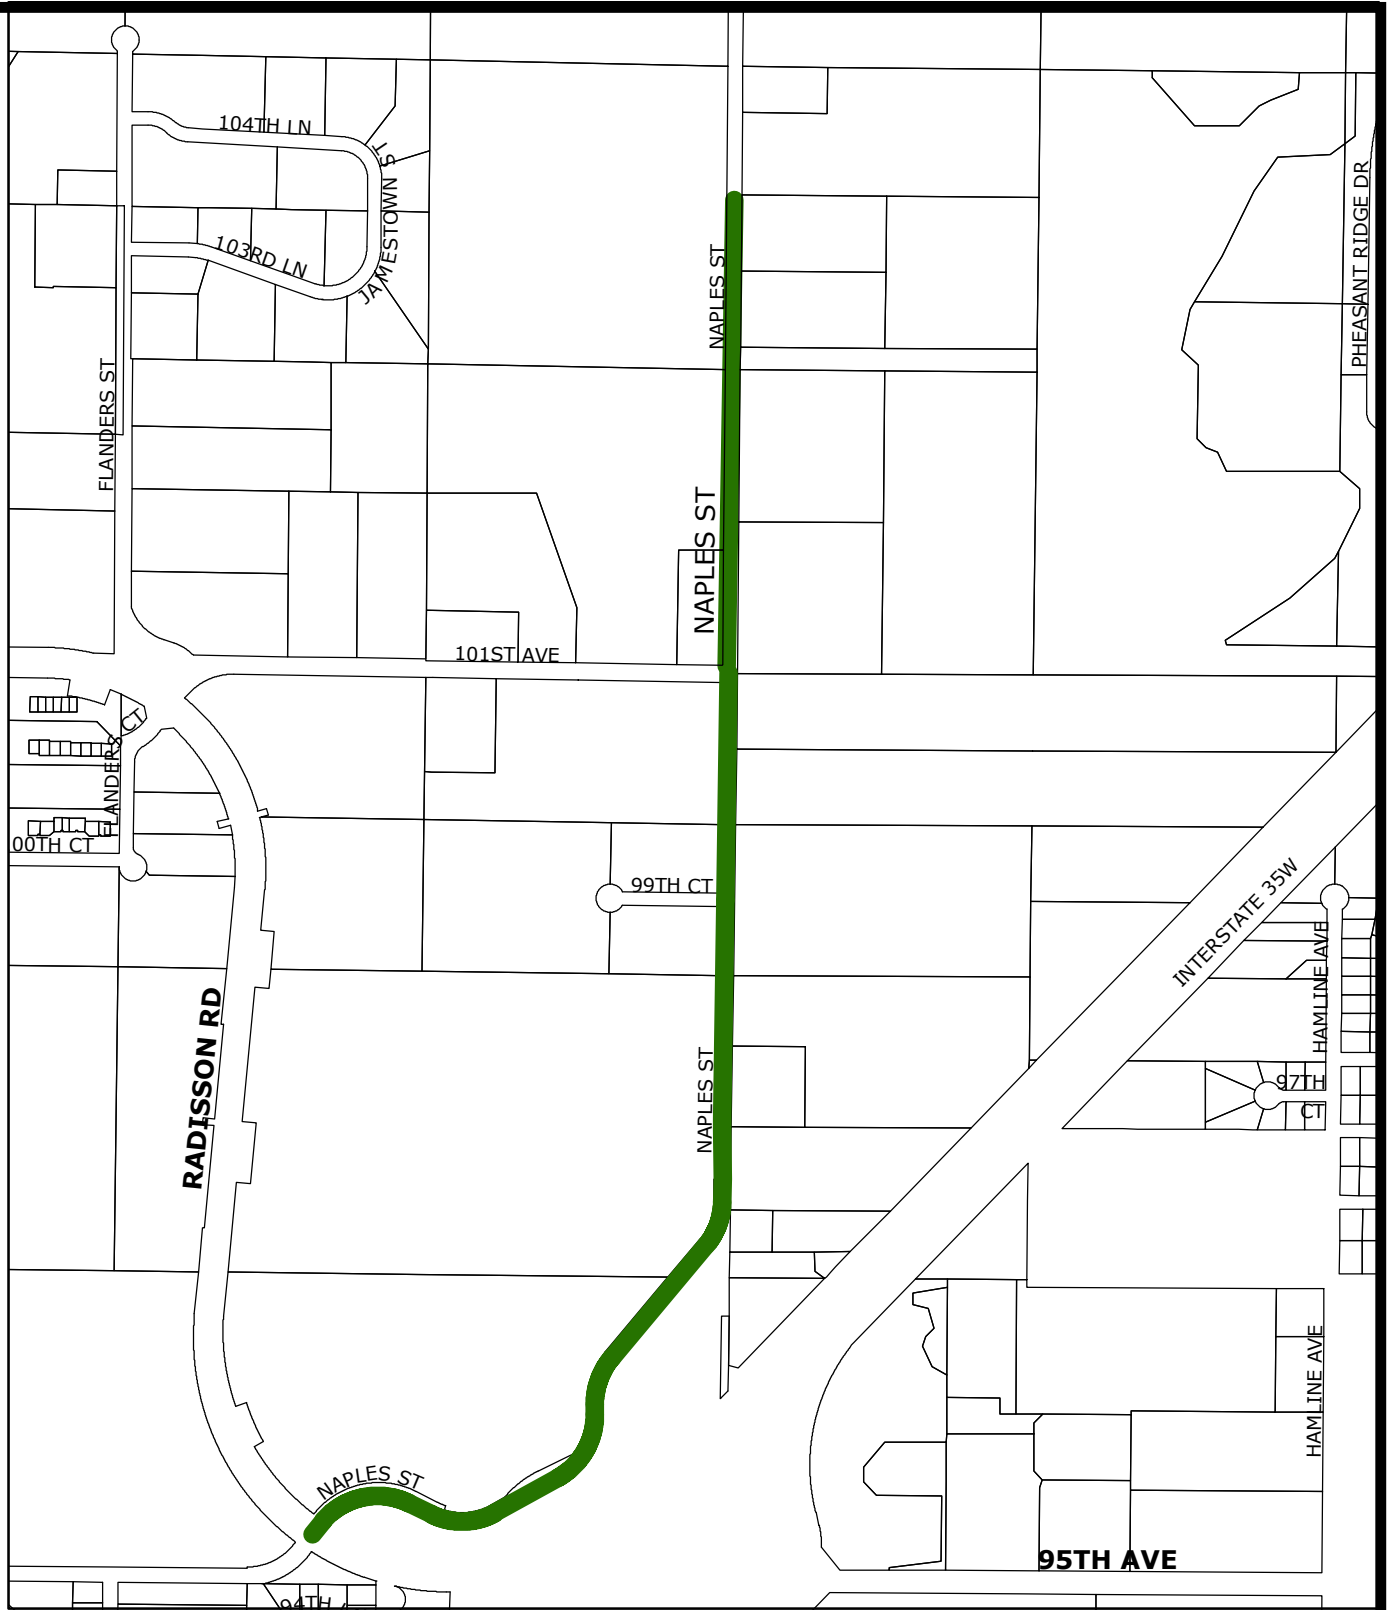 104TH LN
JAMESTOWN ST
103RD LN
PHEASANT RIDGE DR
NAPLES ST
FLANDERS ST
NAPLES ST
101ST AVE
FLANDERS CT
00TH CT
99TH CT
INTERSTATE 35W
HAMLINE AVE
RADISSON RD
NAPLES ST
97TH
CT
HAMLINE AVE
NAPLES ST
95TH AVE
94TH